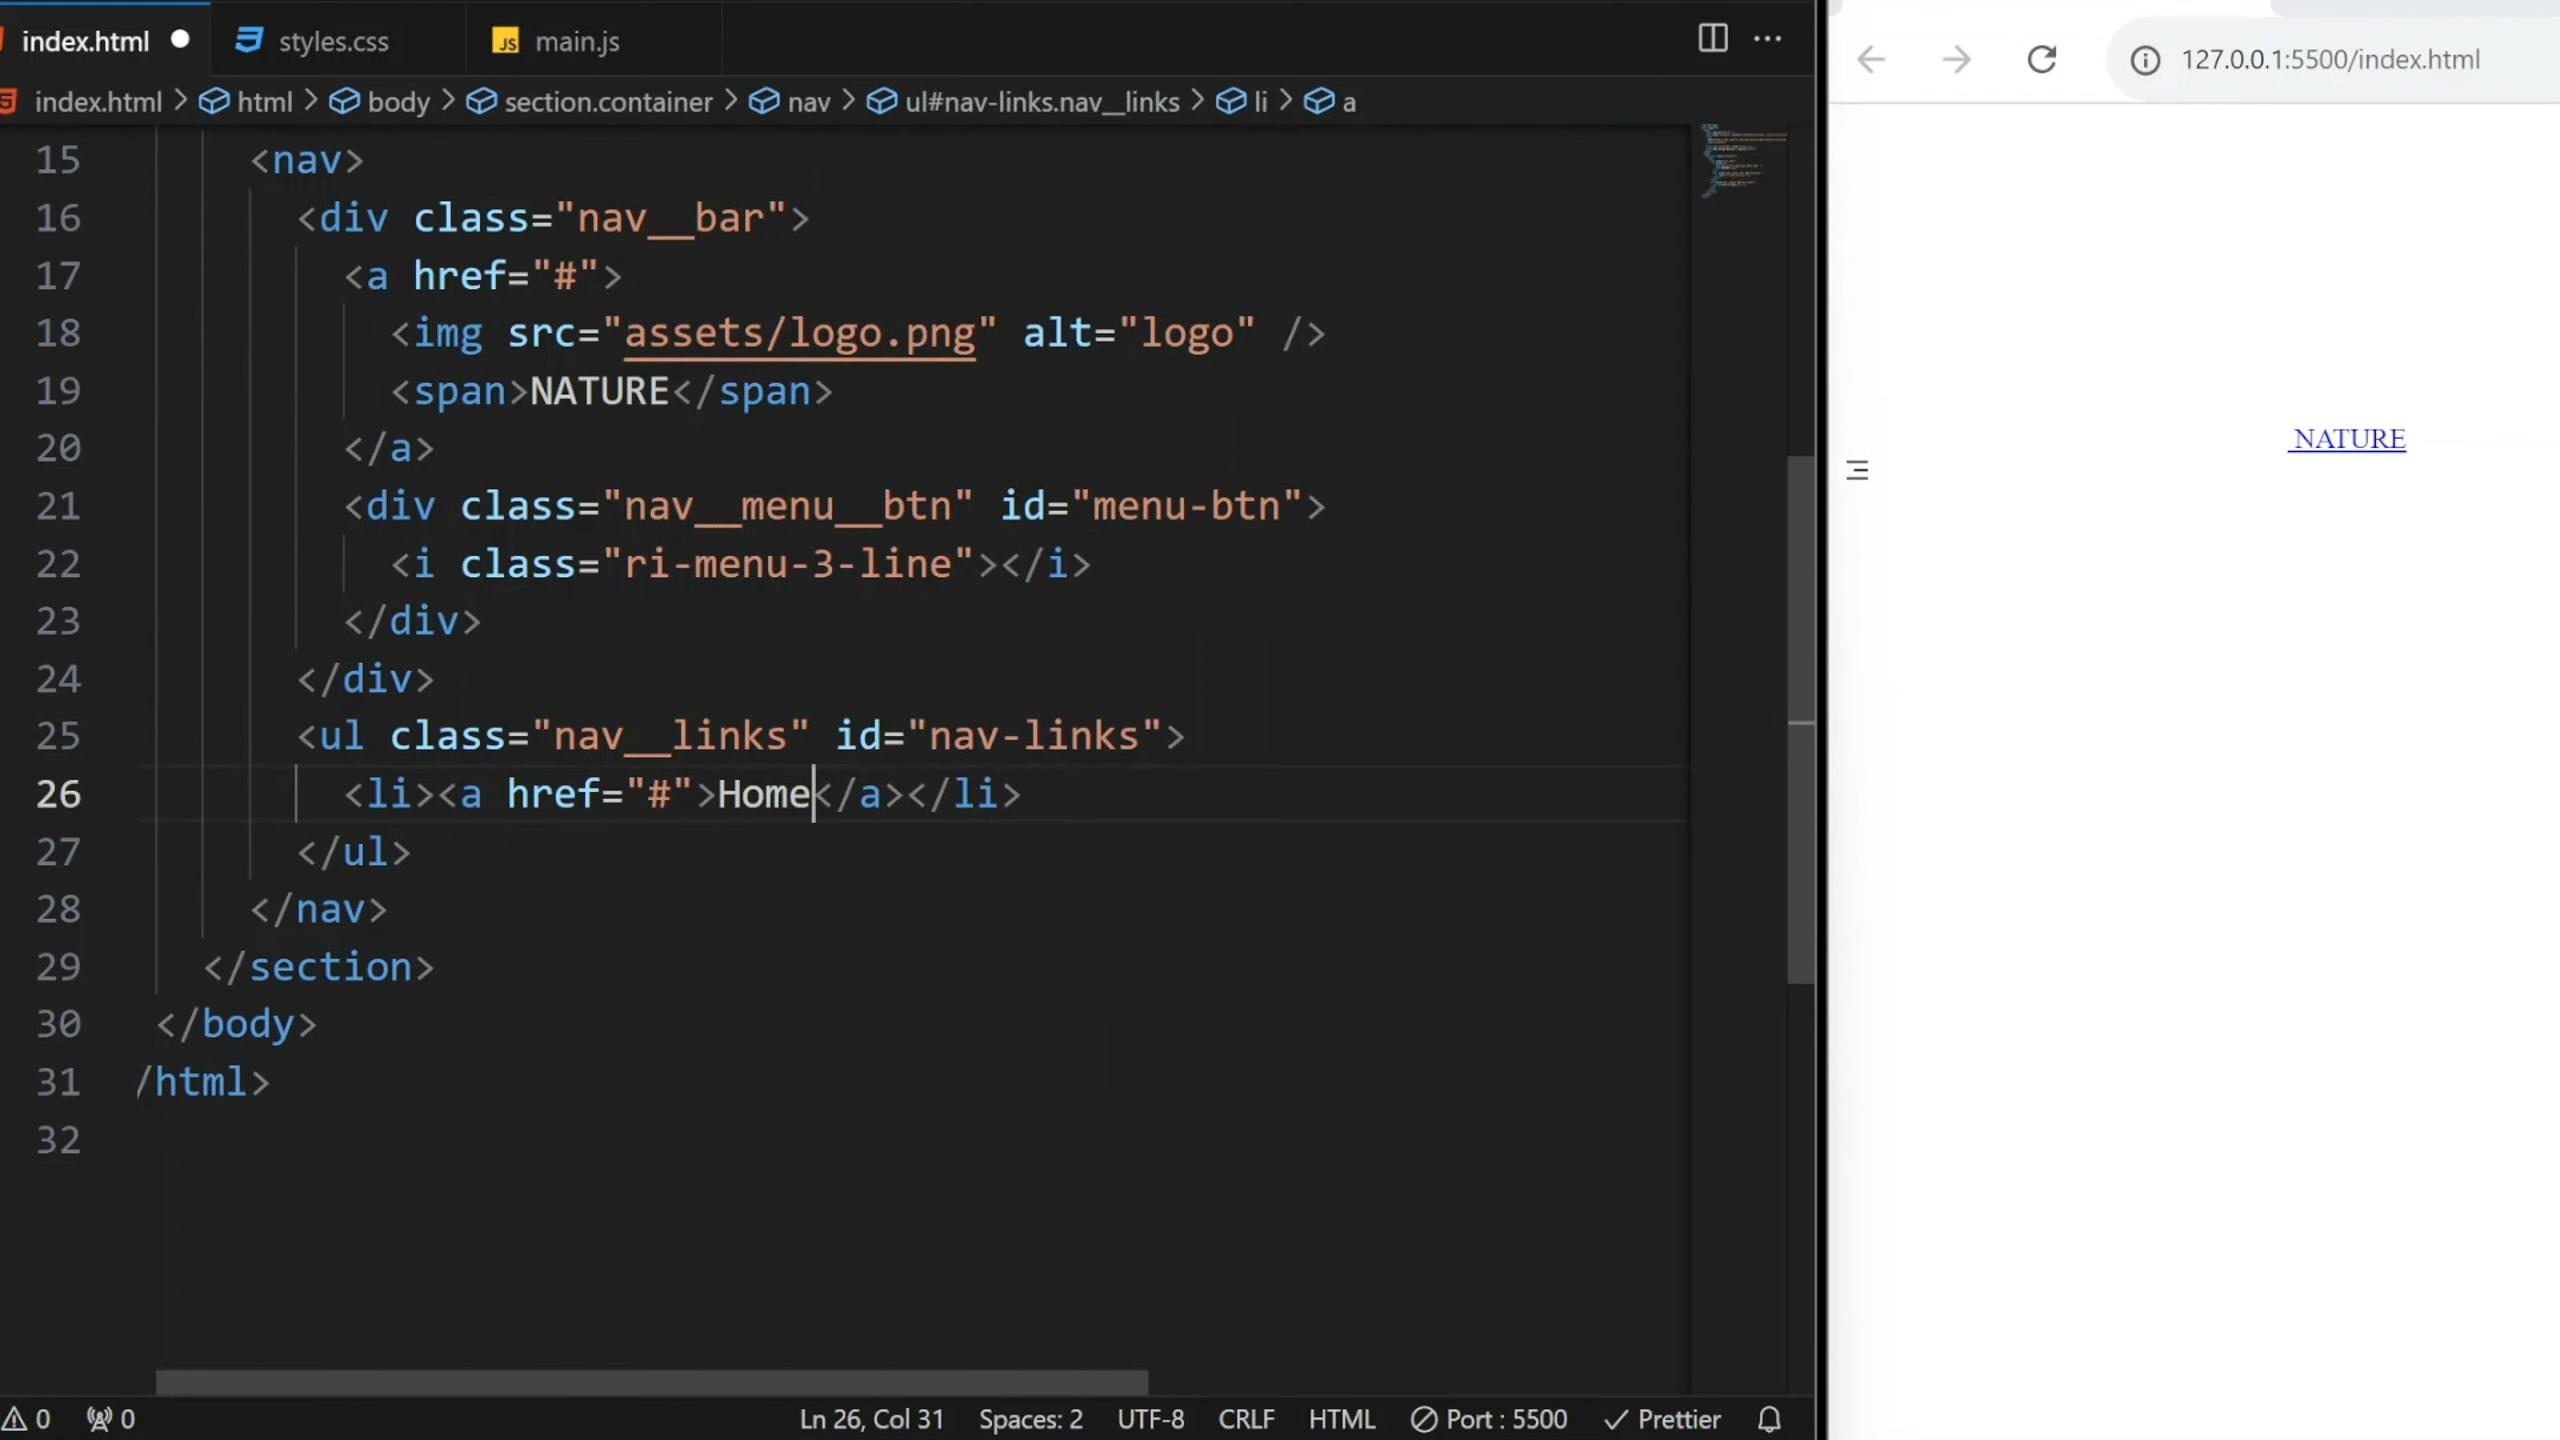 index.html styles.css JS main.js
127.0.0.1:5500/index.html
index.html > html > body > section.container > nav > ul#nav-links.nav__links > li > a
15 <nav>
16 <div class="nav__bar">
17 <a href="#">
18 <img src="assets/logo.png" alt="logo" />
19 <span>NATURE</span>
20 </a>
21 <div class="nav__menu__btn" id="menu-btn">
22 <i class="ri-menu-3-line"></i>
23 </div>
24 </div>
25 <ul class="nav__links" id="nav-links">
26 <li><a href="#">Home</a></li>
27 </ul>
28 </nav>
29 </section>
30 </body>
31 /html>
32
NATURE
0 0 Ln 26, Col 31 Spaces: 2 UTF-8 CRLF HTML Port : 5500 Prettier